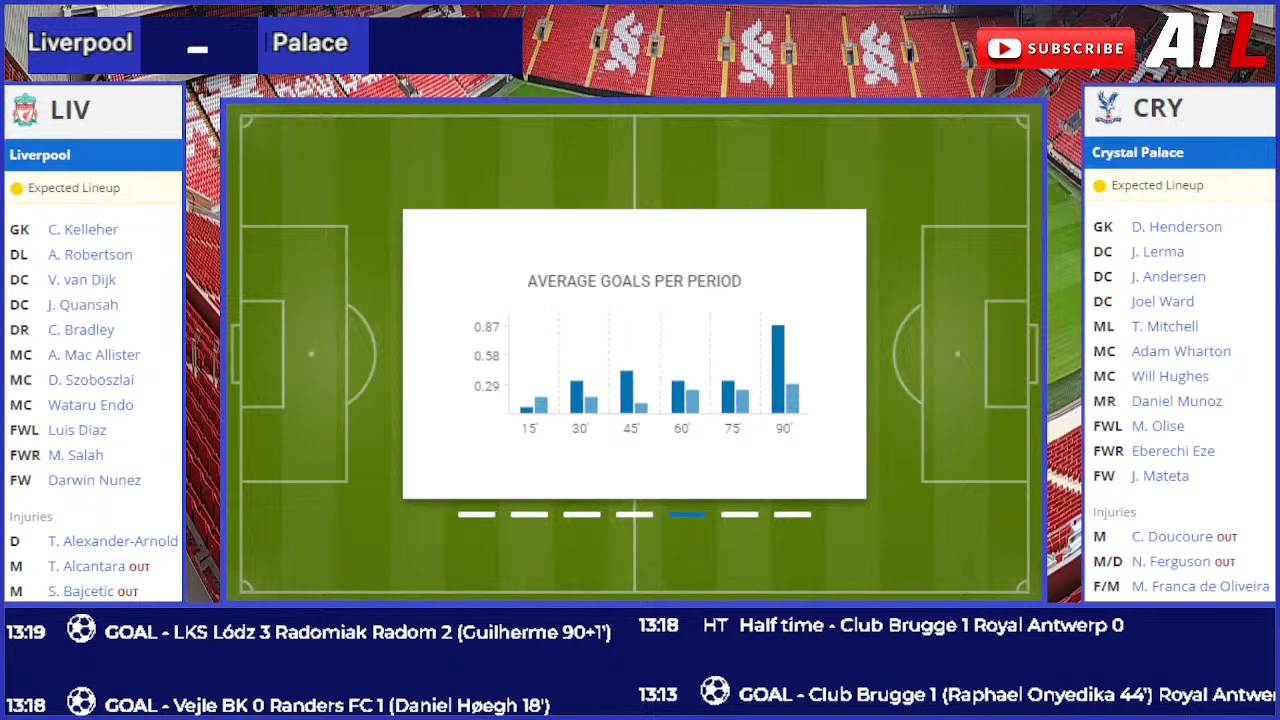 Liverpool - Palace
SUBSCRIBE
AIL
LIV
Liverpool
Expected Lineup
GK C. Kelleher
DL A. Robertson
DC V. van Dijk
DC J. Quansah
DR C. Bradley
MC A. Mac Allister
MC D. Szoboszlai
MC Wataru Endo
FWL Luis Diaz
FWR M. Salah
FW Darwin Nunez
Injuries
D T. Alexander-Arnold
M T. Alcantara OUT
M S. Bajcetic OUT
AVERAGE GOALS PER PERIOD
0.87
0.58
0.29
15' 30' 45' 60' 75' 90'
CRY
Crystal Palace
Expected Lineup
GK D. Henderson
DC J. Lerma
DC J. Andersen
DC Joel Ward
ML T. Mitchell
MC Adam Wharton
MC Will Hughes
MR Daniel Munoz
FWL M. Olise
FWR Eberechi Eze
FW J. Mateta
Injuries
M C. Doucoure OUT
M/D N. Ferguson OUT
F/M M. Franca de Oliveira
13:19 GOAL - LKS Lódz 3 Radomiak Radom 2 (Guilherme 90+1')
13:18 HT Half time - Club Brugge 1 Royal Antwerp 0
13:18 GOAL - Vejle BK 0 Randers FC 1 (Daniel Høegh 18')
13:13 GOAL - Club Brugge 1 (Raphael Onyedika 44') Royal Antwer